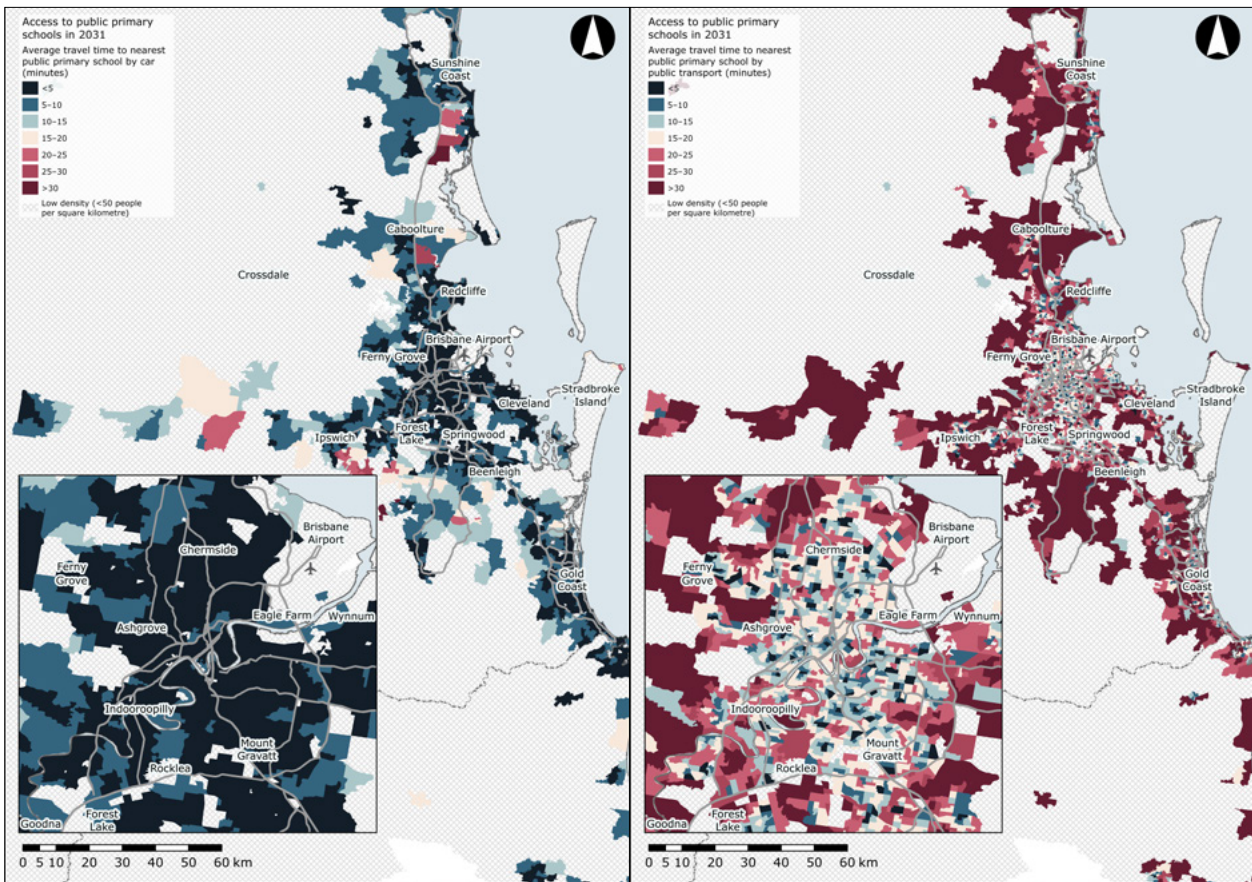 Access to public primary
schools in 2031
Average travel time to nearest
public primary school by car
(minutes)
<5
5–10
10–15
15–20
20–25
25–30
>30
Low density (<50 people
per square kilometre)
Sunshine
Coast
Caboolture
Crossdale
Redcliffe
Brisbane Airport
Ferny Grove
Stradbroke
Island
Cleveland
Forest
Lake
Ipswich
Springwood
Beenleigh
Gold
Coast
Brisbane
Airport
Chermside
Ferny
Grove
Eagle Farm
Wynnum
Ashgrove
Indooroopilly
Mount
Gravatt
Rocklea
Forest
Lake
Goodna
0 5 10 20 30 40 50 60 km
Access to public primary
schools in 2031
Average travel time to nearest
public primary school by
public transport (minutes)
<5
5–10
10–15
15–20
20–25
25–30
>30
Low density (<50 people
per square kilometre)
Sunshine
Coast
Caboolture
Crossdale
Redcliffe
Brisbane Airport
Ferny Grove
Stradbroke
Island
Cleveland
Forest
Lake
Ipswich
Springwood
Beenleigh
Gold
Coast
Brisbane
Airport
Chermside
Ferny
Grove
Eagle Farm
Wynnum
Ashgrove
Indooroopilly
Mount
Gravatt
Rocklea
Forest
Lake
Goodna
0 5 10 20 30 40 50 60 km